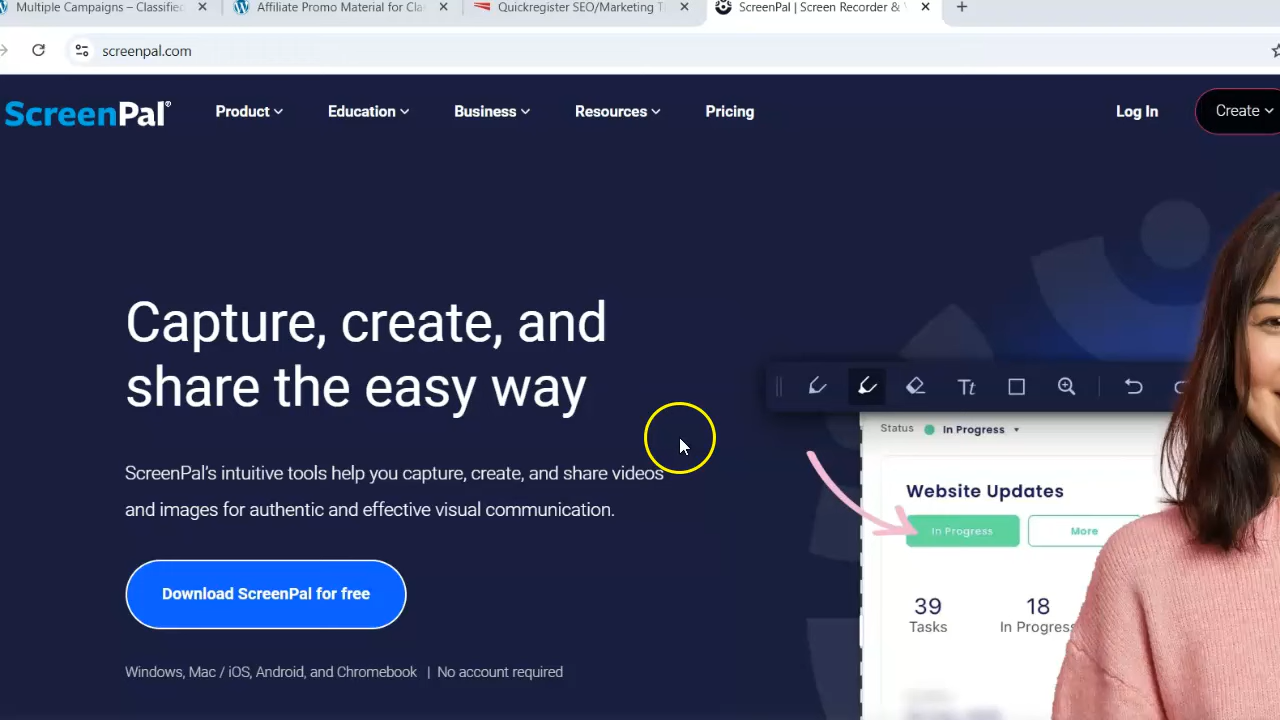 Multiple Campaigns – Classified
Affiliate Promo Material for Cla
Quickregister SEO/Marketing T
ScreenPal | Screen Recorder &
screenpal.com
ScreenPal®
Product
Education
Business
Resources
Pricing
Log In
Create
Capture, create, and
share the easy way
ScreenPal's intuitive tools help you capture, create, and share videos
and images for authentic and effective visual communication.
Download ScreenPal for free
Windows, Mac / iOS, Android, and Chromebook | No account required
Tt
Status In Progress
Website Updates
In Progress
More
39
18
Tasks
In Progress